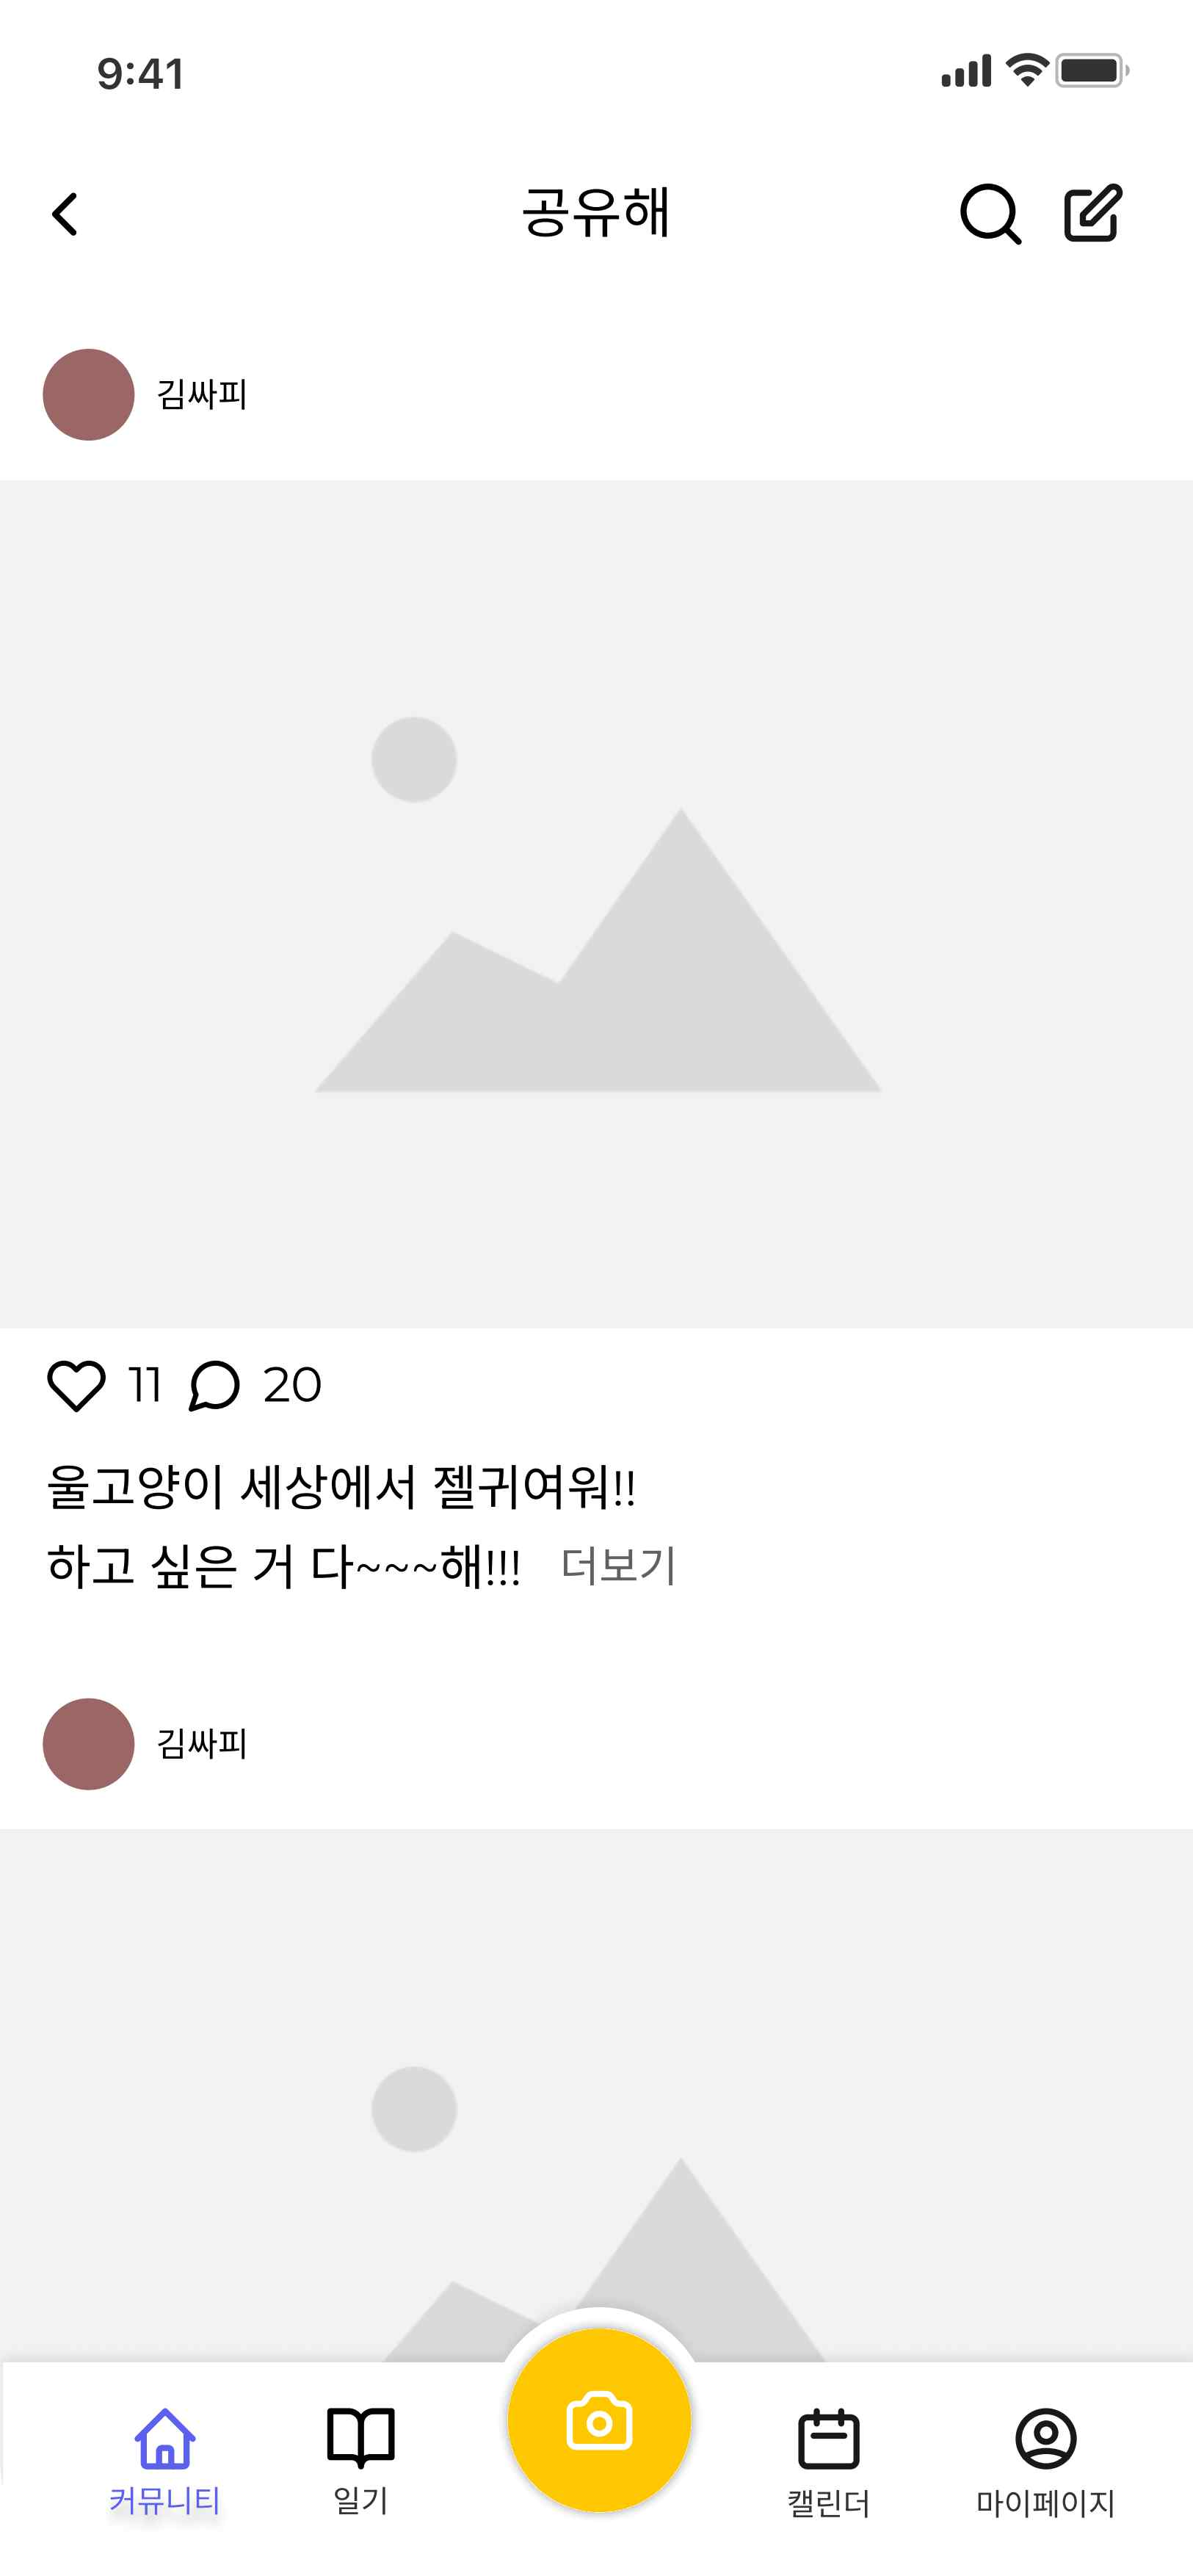 9:41
공유해
김싸피
11 20
울고양이 세상에서 젤귀여워!!
하고 싶은 거 다~~~해!!! 더보기
김싸피
커뮤니티 일기 캘린더 마이페이지